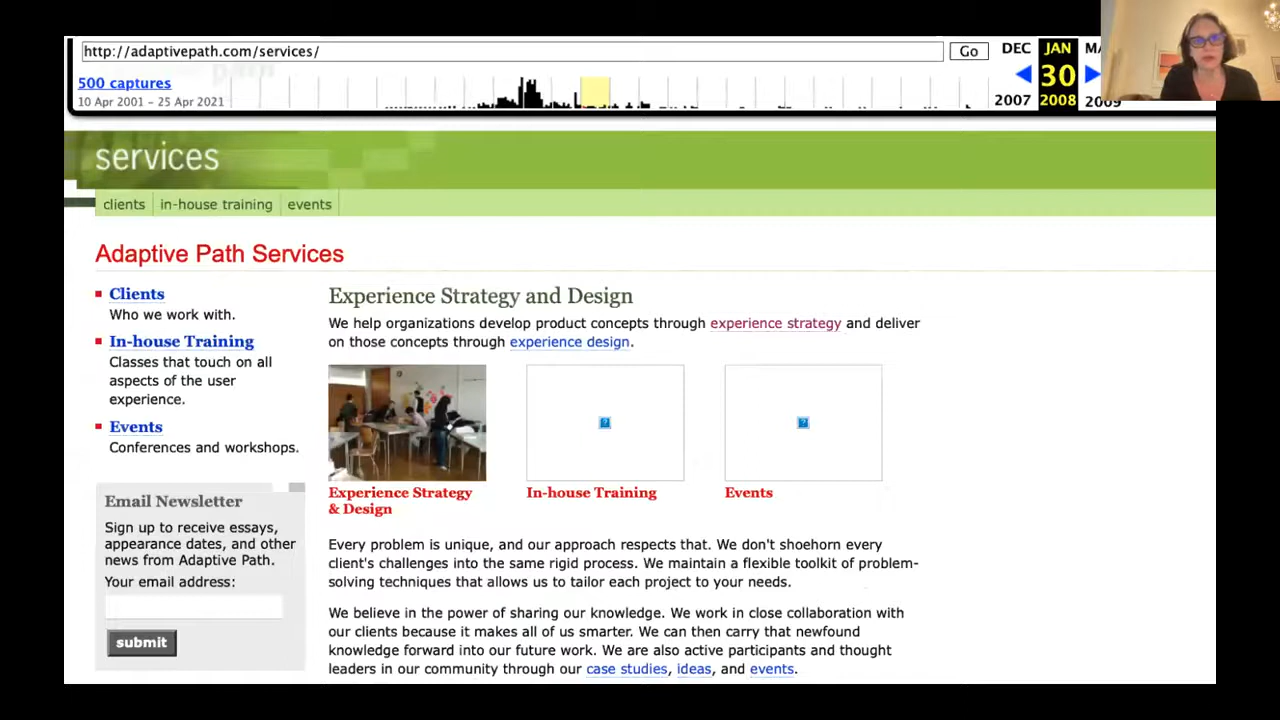 http://adaptivepath.com/services/
Go
DEC
JAN
500 captures
30
10 Apr 2001 – 25 Apr 2021
2007
2008
2009
services
clients
in-house training
events
Adaptive Path Services
Clients
Who we work with.
In-house Training
Classes that touch on all
aspects of the user
experience.
Events
Conferences and workshops.
Email Newsletter
Sign up to receive essays,
appearance dates, and other
news from Adaptive Path.
Your email address:
submit
Experience Strategy and Design
We help organizations develop product concepts through experience strategy and deliver
on those concepts through experience design.
Experience Strategy
& Design
In-house Training
Events
Every problem is unique, and our approach respects that. We don't shoehorn every
client's challenges into the same rigid process. We maintain a flexible toolkit of problem-
solving techniques that allows us to tailor each project to your needs.
We believe in the power of sharing our knowledge. We work in close collaboration with
our clients because it makes all of us smarter. We can then carry that newfound
knowledge forward into our future work. We are also active participants and thought
leaders in our community through our case studies, ideas, and events.